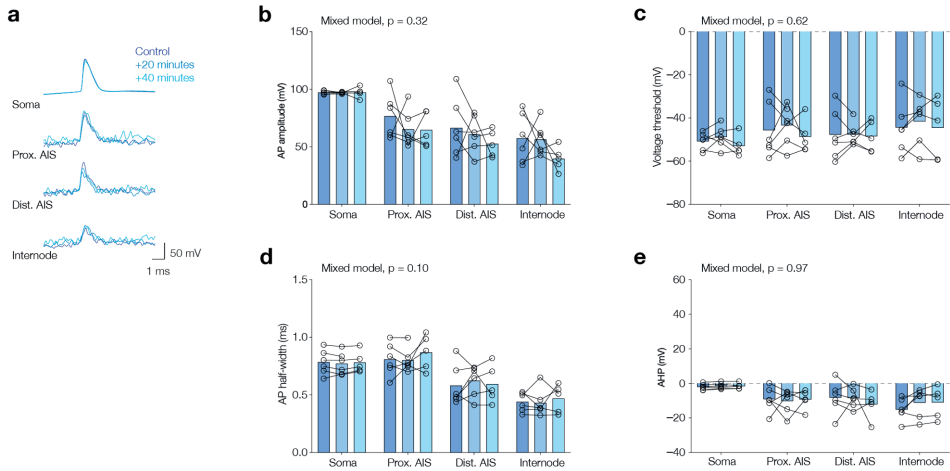 a
Control
+20 minutes
+40 minutes
Soma
Prox. AIS
Dist. AIS
Internode
50 mV
1 ms
b
Mixed model, p = 0.32
AP amplitude (mV)
150
100
50
0
Soma
Prox. AIS
Dist. AIS
Internode
c
Mixed model, p = 0.62
Voltage threshold (mV)
0
−20
−40
−60
−80
Soma
Prox. AIS
Dist. AIS
Internode
d
Mixed model, p = 0.10
AP half-width (ms)
1.5
1.0
0.5
0.0
Soma
Prox. AIS
Dist. AIS
Internode
e
Mixed model, p = 0.97
AHP (mV)
60
40
20
0
−20
−40
Soma
Prox. AIS
Dist. AIS
Internode